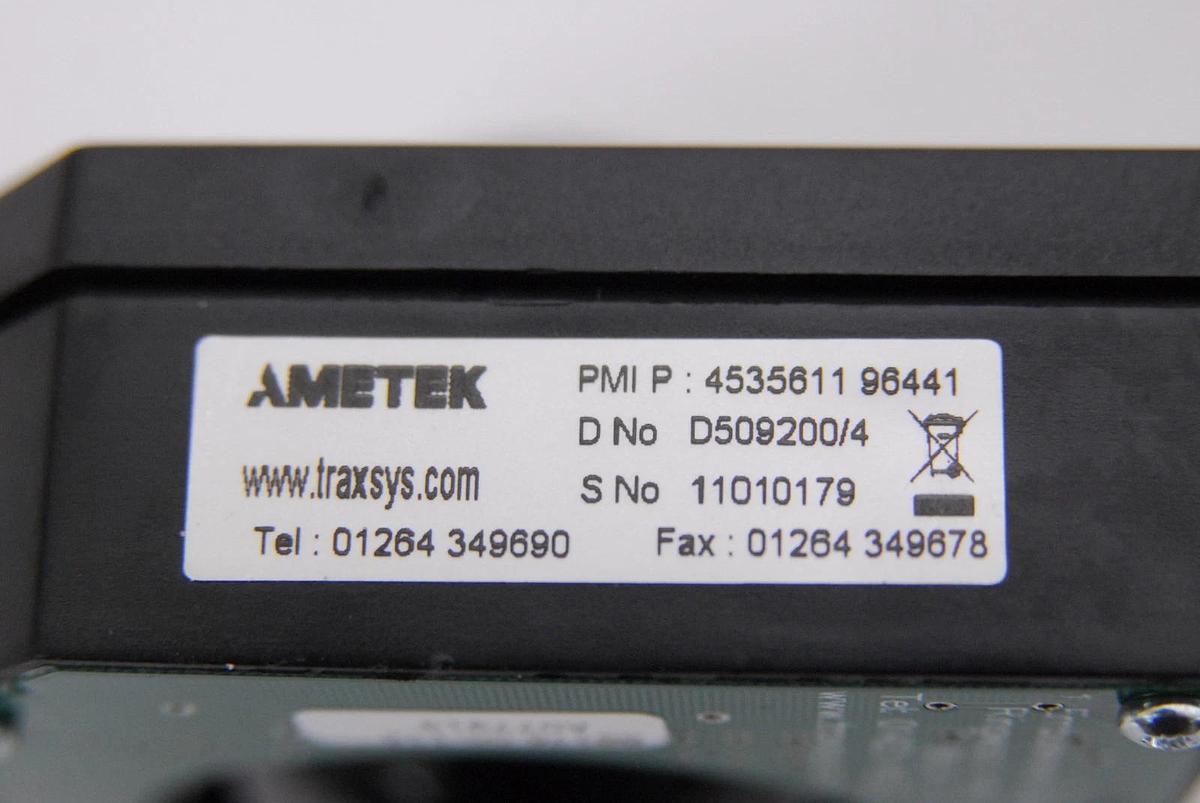 AMETEK
PMI P : 4535611 96441
D No D509200/4
www.traxsys.com
S No 11010179
Tel : 01264 349690 Fax : 01264 349678